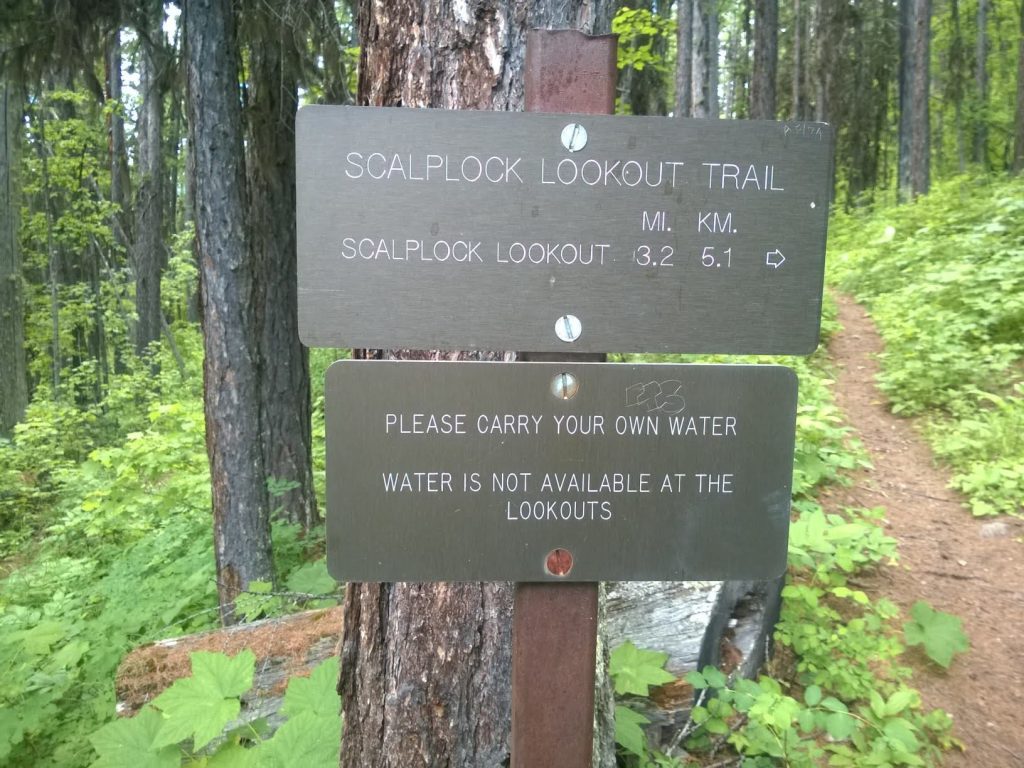 SCALPLOCK LOOKOUT TRAIL
MI. KM.
SCALPLOCK LOOKOUT 3.2 5.1 ⇨
PLEASE CARRY YOUR OWN WATER
WATER IS NOT AVAILABLE AT THE
LOOKOUTS